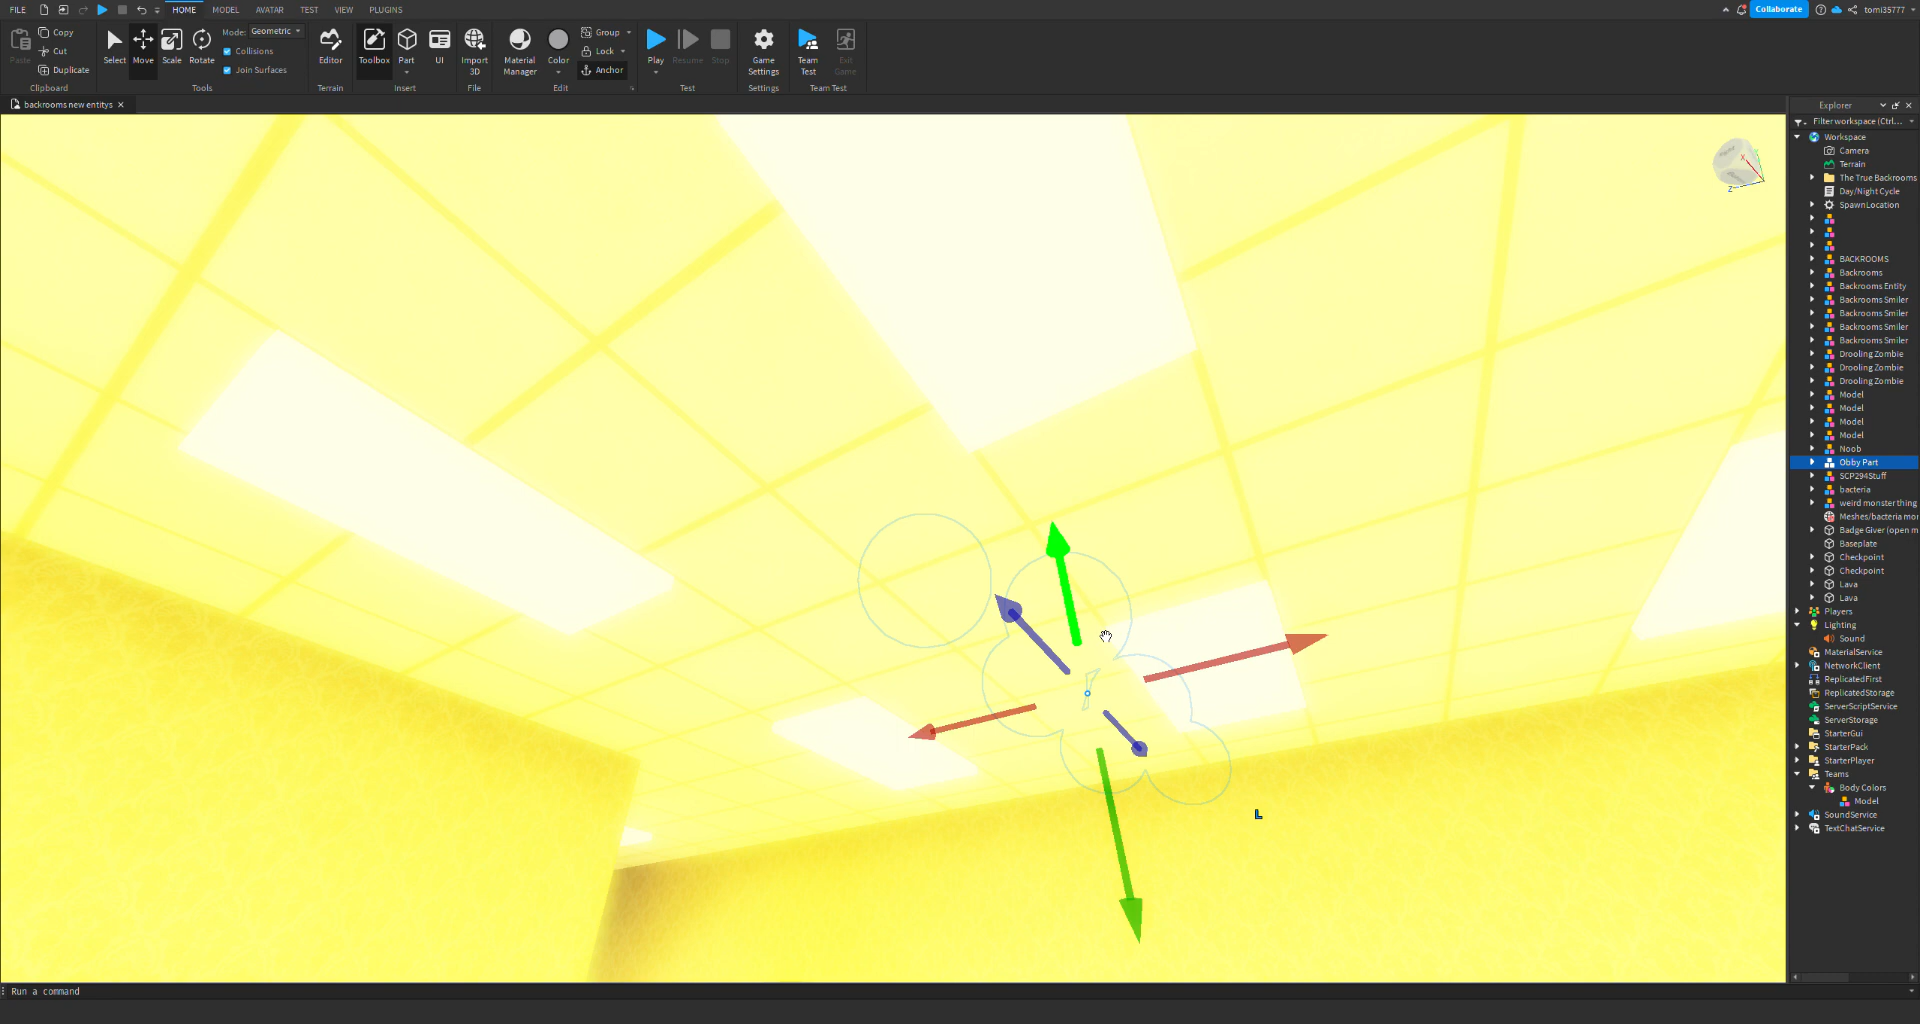 FILE HOME MODEL AVATAR TEST VIEW PLUGINS Collaborate tomi35777
Paste Copy Cut Duplicate Clipboard
Select Move Scale Rotate Mode: Geometric Collisions Join Surfaces Tools
Editor Terrain
Toolbox Part UI Insert
Import 3D File
Material Manager Color Group Lock Anchor Edit
Play Resume Stop Test
Game Settings Settings
Team Test Exit Game Team Test
backrooms new entitys
Explorer
Filter workspace (Ctrl...
Workspace
Camera
Terrain
The True Backrooms
Day/Night Cycle
SpawnLocation
BACKROOMS
Backrooms
Backrooms Entity
Backrooms Smiler
Backrooms Smiler
Backrooms Smiler
Backrooms Smiler
Drooling Zombie
Drooling Zombie
Drooling Zombie
Model
Model
Model
Model
Noob
Obby Part
SCP294Stuff
bacteria
weird monster thing
Meshes/bacteria mo
Badge Giver (open m
Baseplate
Checkpoint
Checkpoint
Lava
Lava
Players
Lighting
Sound
MaterialService
NetworkClient
ReplicatedFirst
ReplicatedStorage
ServerScriptService
ServerStorage
StarterGui
StarterPack
StarterPlayer
Teams
Body Colors
Model
SoundService
TextChatService
X
Z
L
Run a command